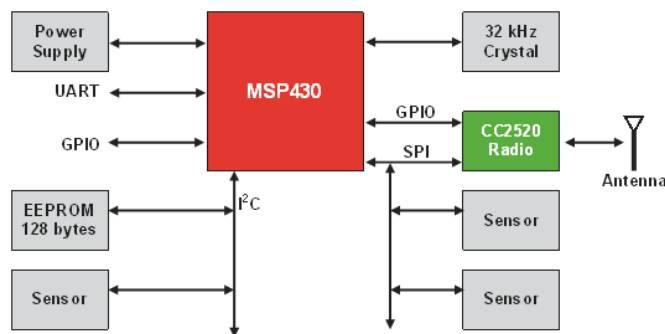 Power
Supply
UART
GPIO
MSP430
32 kHz
Crystal
GPIO
SPI
CC2520
Radio
Antenna
I²C
EEPROM
128 bytes
Sensor
Sensor
Sensor